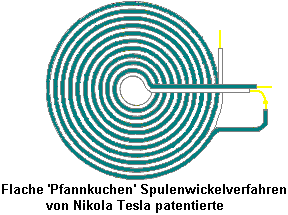 Flache 'Pfannkuchen' Spulenwickelverfahren
von Nikola Tesla patentierte